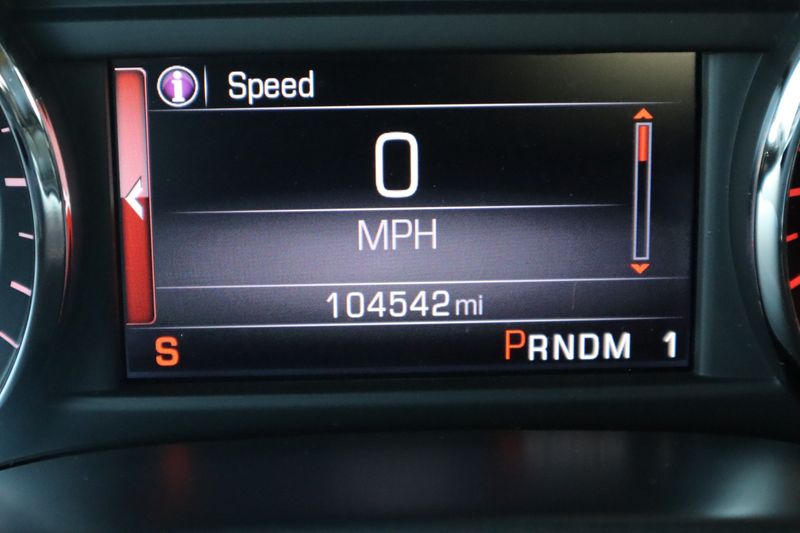 i Speed
0
MPH
104542 mi
S PRNDM 1